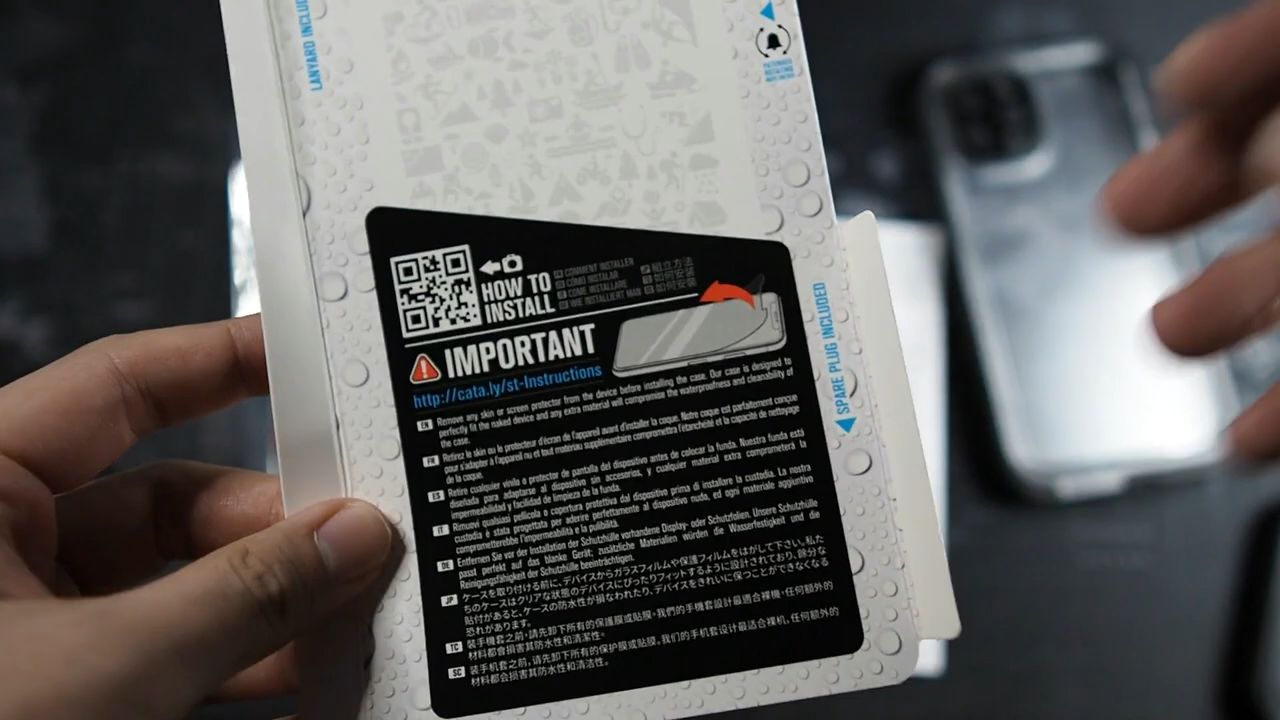 LANYARD INCLUD
HOW TO
INSTALL
COMMENT INSTALLER
CÓMO INSTALAR
COME INSTALLARE
WIE INSTALLIERT MAN
組立方法
如何安裝
如何安装
IMPORTANT
http://cata.ly/st-Instructions
EN Remove any skin or screen protector from the device before installing the case. Our case is designed to
perfectly fit the naked device and any extra material will compromise the waterproofness and cleanability of
the case.
FR Retirez le skin ou le protecteur d'écran de l'appareil avant d'installer la coque. Notre coque est parfaitement conçue
pour s'adapter à l'appareil nu et tout matériau supplémentaire compromettra l'étanchéité et la capacité de nettoyage
de la coque.
ES Retire cualquier vinilo o protector de pantalla del dispositivo antes de colocar la funda. Nuestra funda está
diseñada para adaptarse al dispositivo sin accesorios, y cualquier material extra comprometerá la
impermeabilidad y facilidad de limpieza de la funda.
IT Rimuovi qualsiasi pellicola o copertura protettiva dal dispositivo prima di installare la custodia. La nostra
custodia è stata progettata per aderire perfettamente al dispositivo nudo, ed ogni materiale aggiuntivo
comprometterebbe l'impermeabilità e la pulibilità.
DE Entfernen Sie vor der Installation der Schutzhülle vorhandene Display- oder Schutzfolien. Unsere Schutzhülle
passt perfekt auf das blanke Gerät; zusätzliche Materialien würden die Wasserfestigkeit und die
Reinigungsfähigkeit der Schutzhülle beeinträchtigen.
JP ケースを取り付ける前に、デバイスからガラスフィルムや保護フィルムをはがして下さい。私た
ちのケースはクリアな状態のデバイスにぴったりフィットするように設計されており、余分な
貼付があると、ケースの防水性が損なわれたり、デバイスをきれいに保つことができなくなる
恐れがあります。
TC 裝手機套之前，請先卸下所有的保護膜或貼膜。我們的手機套設計最適合裸機，任何額外的
材料都會損害其防水性和清潔性。
SC 装手机套之前，请先卸下所有的保护膜或贴膜。我们的手机套设计最适合裸机，任何额外的
材料都会损害其防水性和清洁性。
SPARE PLUG INCLUDED